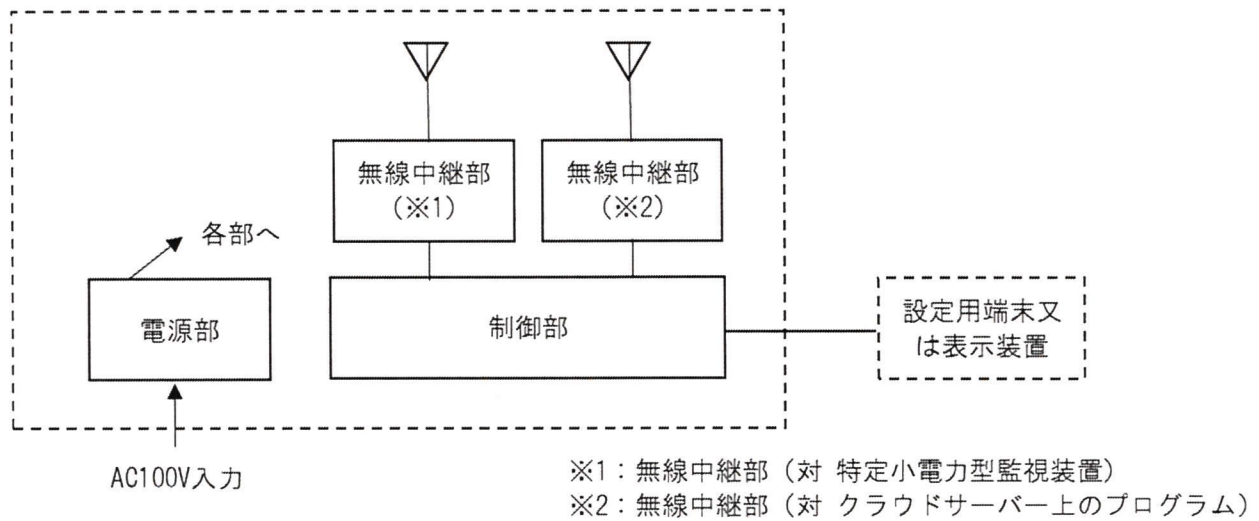 無線中継部
(※1)
無線中継部
(※2)
各部へ
電源部
制御部
設定用端末又
は表示装置
AC100V入力
※1：無線中継部（対 特定小電力型監視装置）
※2：無線中継部（対 クラウドサーバー上のプログラム）